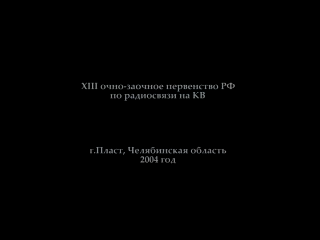 XIII очно-заочное первенство РФ
по радиосвязи на КВ
г.Пласт, Челябинская область
2004 год